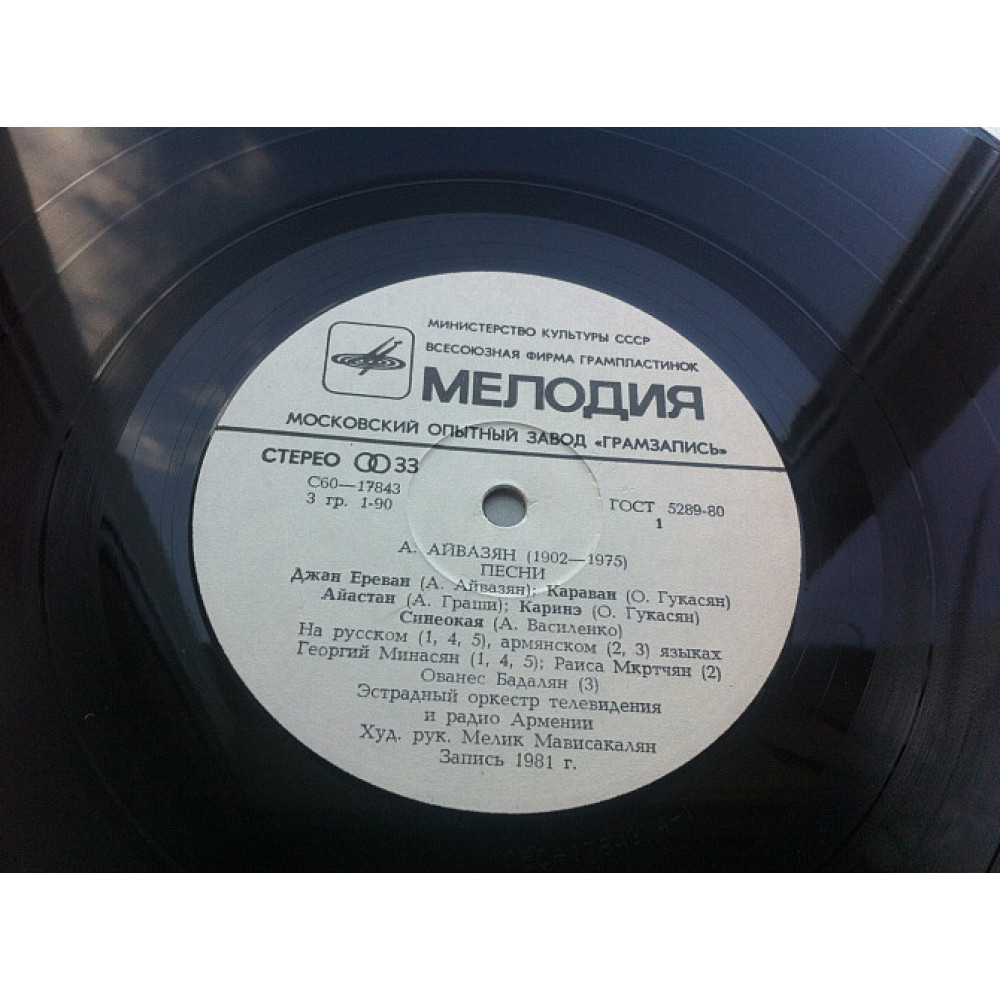 МИНИСТЕРСТВО КУЛЬТУРЫ СССР
ВСЕСОЮЗНАЯ ФИРМА ГРАМПЛАСТИНОК
МЕЛОДИЯ
МОСКОВСКИЙ ОПЫТНЫЙ ЗАВОД «ГРАМЗАПИСЬ»
СТЕРЕО 33
С60—17843
3 гр. 1-90
ГОСТ 5289-80
1
А. АЙВАЗЯН (1902—1975)
ПЕСНИ
Джан Ереван (А. Айвазян); Караван (О. Гукасян)
Айастан (А. Граши); Каринэ (О. Гукасян)
Синеокая (А. Василенко)
На русском (1, 4, 5), армянском (2, 3) языках
Георгий Минасян (1, 4, 5); Раиса Мкртчян (2)
Ованес Бадалян (3)
Эстрадный оркестр телевидения
и радио Армении
Худ. рук. Мелик Мависакалян
Запись 1981 г.